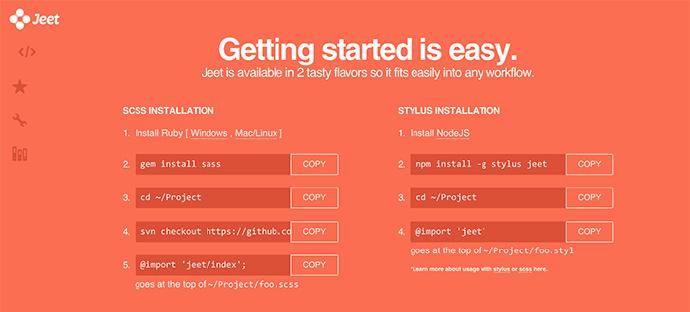 Jeet
Getting started is easy.
Jeet is available in 2 tasty flavors so it fits easily into any workflow.
SCSS INSTALLATION
1. Install Ruby [ Windows , Mac/Linux ]
2. gem install sass COPY
3. cd ~/Project COPY
4. svn checkout https://github.co COPY
5. @import 'jeet/index'; COPY
goes at the top of ~/Project/foo.scss
STYLUS INSTALLATION
1. Install NodeJS
2. npm install -g stylus jeet COPY
3. cd ~/Project COPY
4. @import 'jeet' COPY
goes at the top of ~/Project/foo.styl
*Learn more about usage with stylus or scss here.